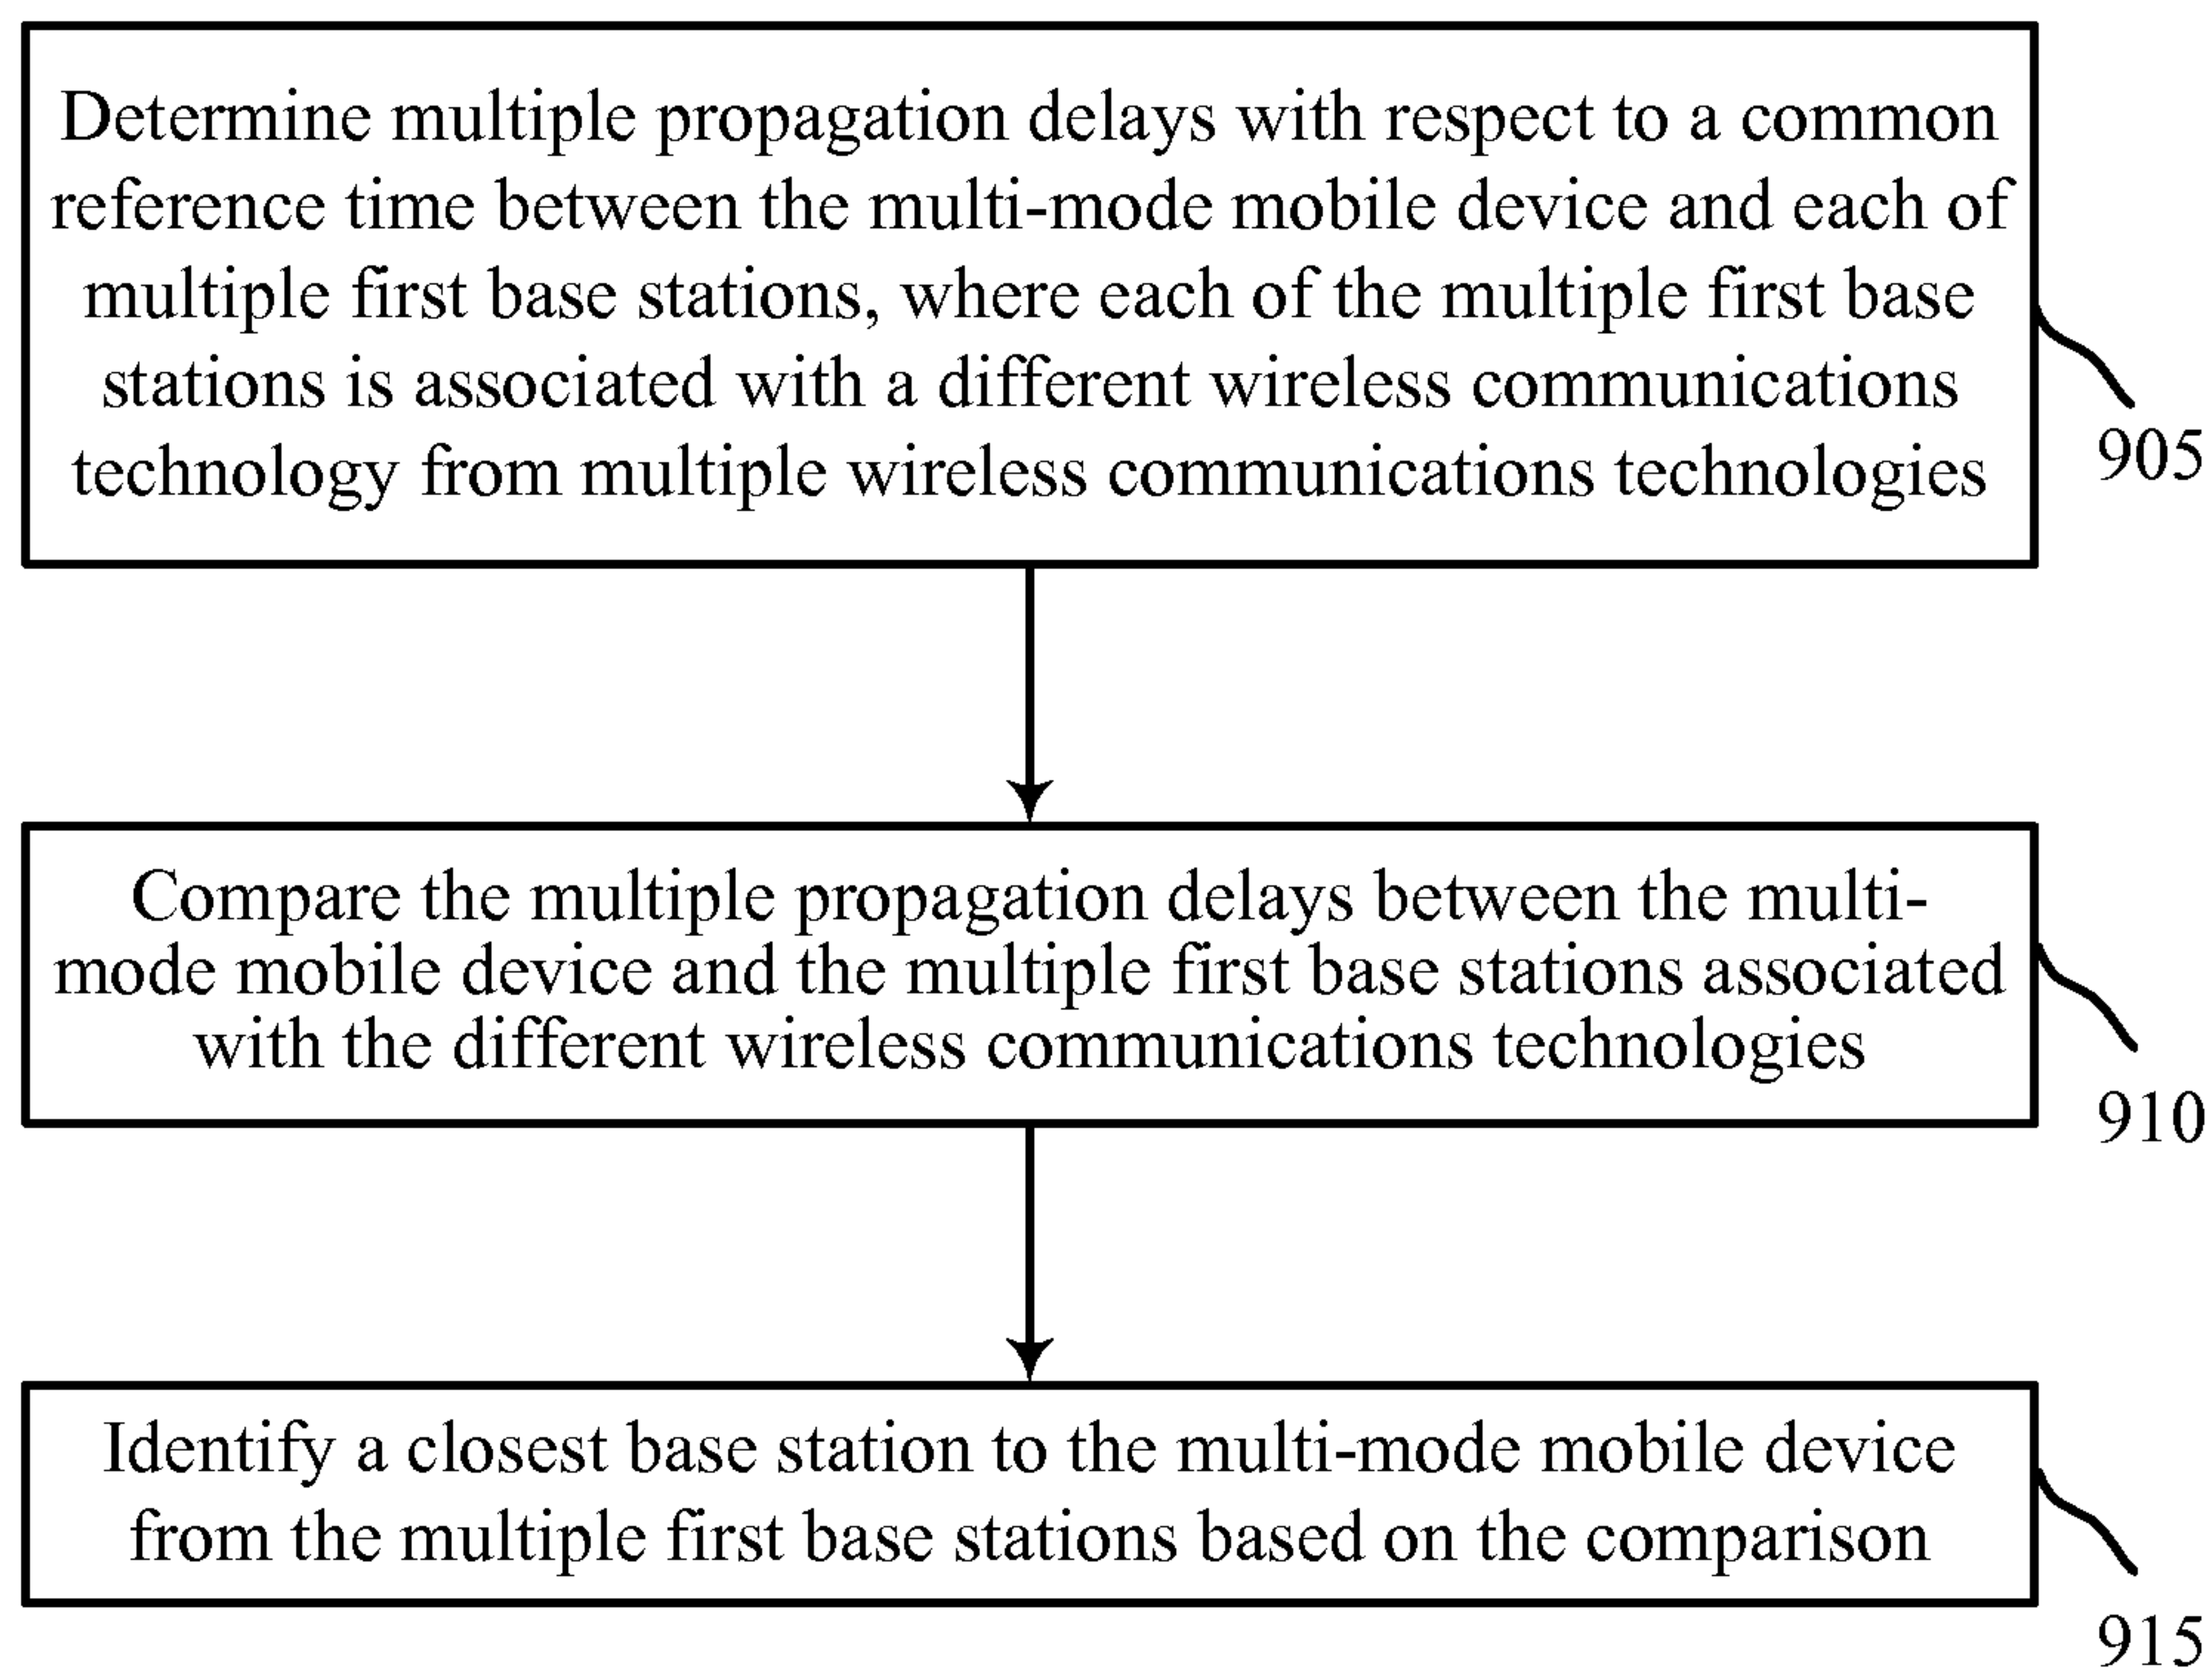 Determine multiple propagation delays with respect to a common
reference time between the multi-mode mobile device and each of
multiple first base stations, where each of the multiple first base
stations is associated with a different wireless communications
technology from multiple wireless communications technologies
905
Compare the multiple propagation delays between the multi-
mode mobile device and the multiple first base stations associated
with the different wireless communications technologies
910
Identify a closest base station to the multi-mode mobile device
from the multiple first base stations based on the comparison
915